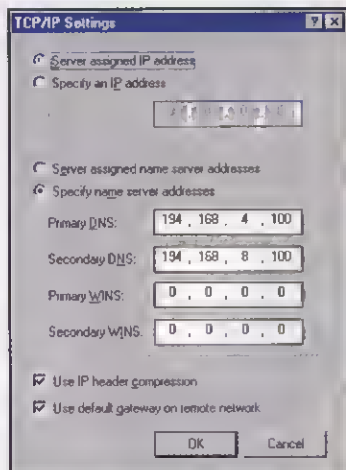 TCP/IP Settings
Server assigned IP address
Specify an IP address
Server assigned name server addresses
Specify name server addresses
Primary DNS: 194 . 168 . 4 . 100
Secondary DNS: 194 . 168 . 8 . 100
Primary WINS: 0 . 0 . 0 . 0
Secondary WINS: 0 . 0 . 0 . 0
Use IP header compression
Use default gateway on remote network
OK Cancel